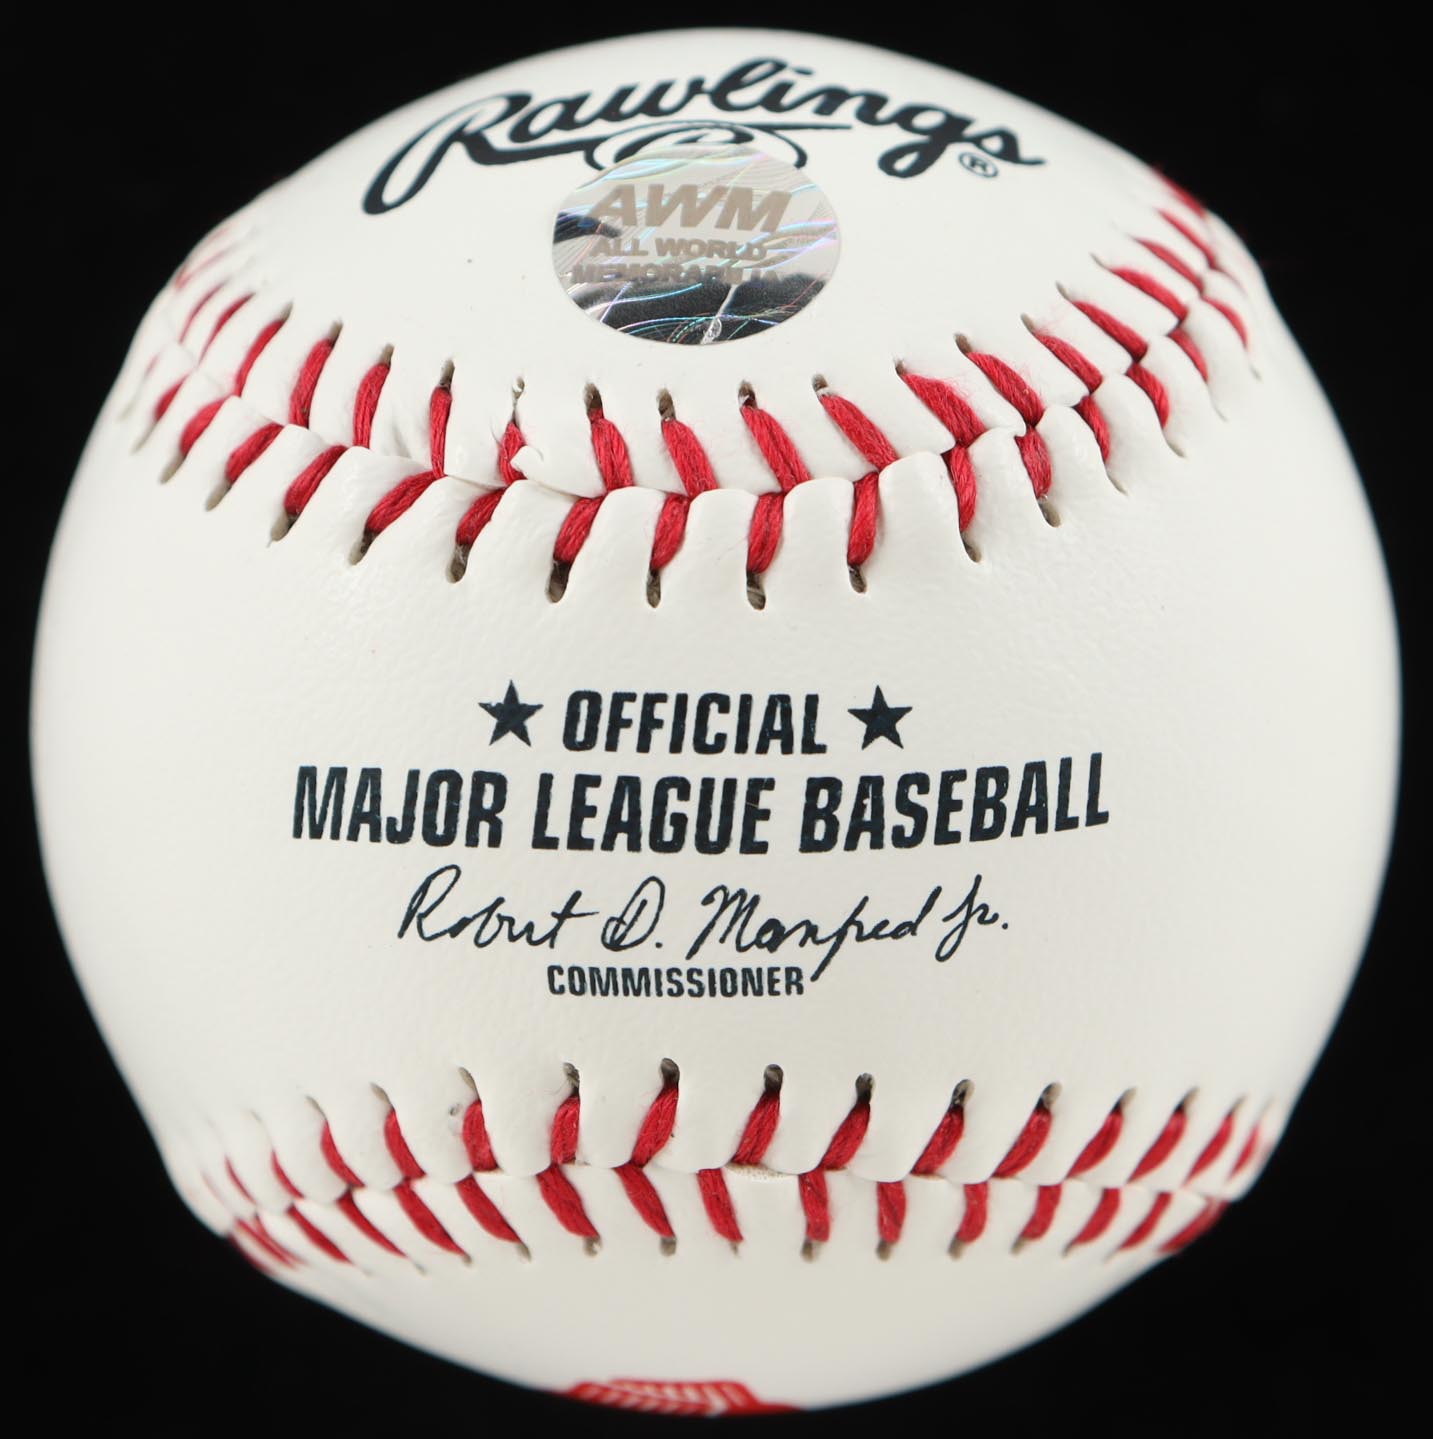 Rawlings®
AWM
ALL WORLD
MEMORABILIA
★ OFFICIAL ★
MAJOR LEAGUE BASEBALL
Robert D. Manfred Jr.
COMMISSIONER